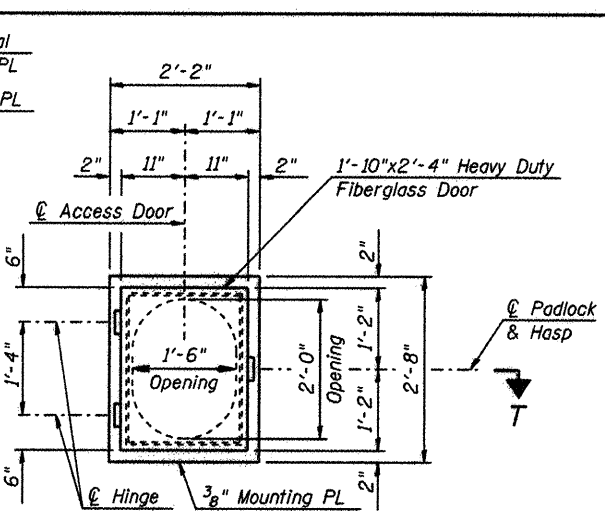 al
PL
PL
2'-2"
1'-1" 1'-1"
2" 11" 11" 2"
1'-10"x2'-4" Heavy Duty
Fiberglass Door
℄ Access Door
6"
1'-4"
6"
1'-6"
Opening
2'-0"
Opening
2"
1'-2"
1'-2"
2"
2'-8"
℄ Padlock
& Hasp
T
℄ Hinge
3/8" Mounting PL